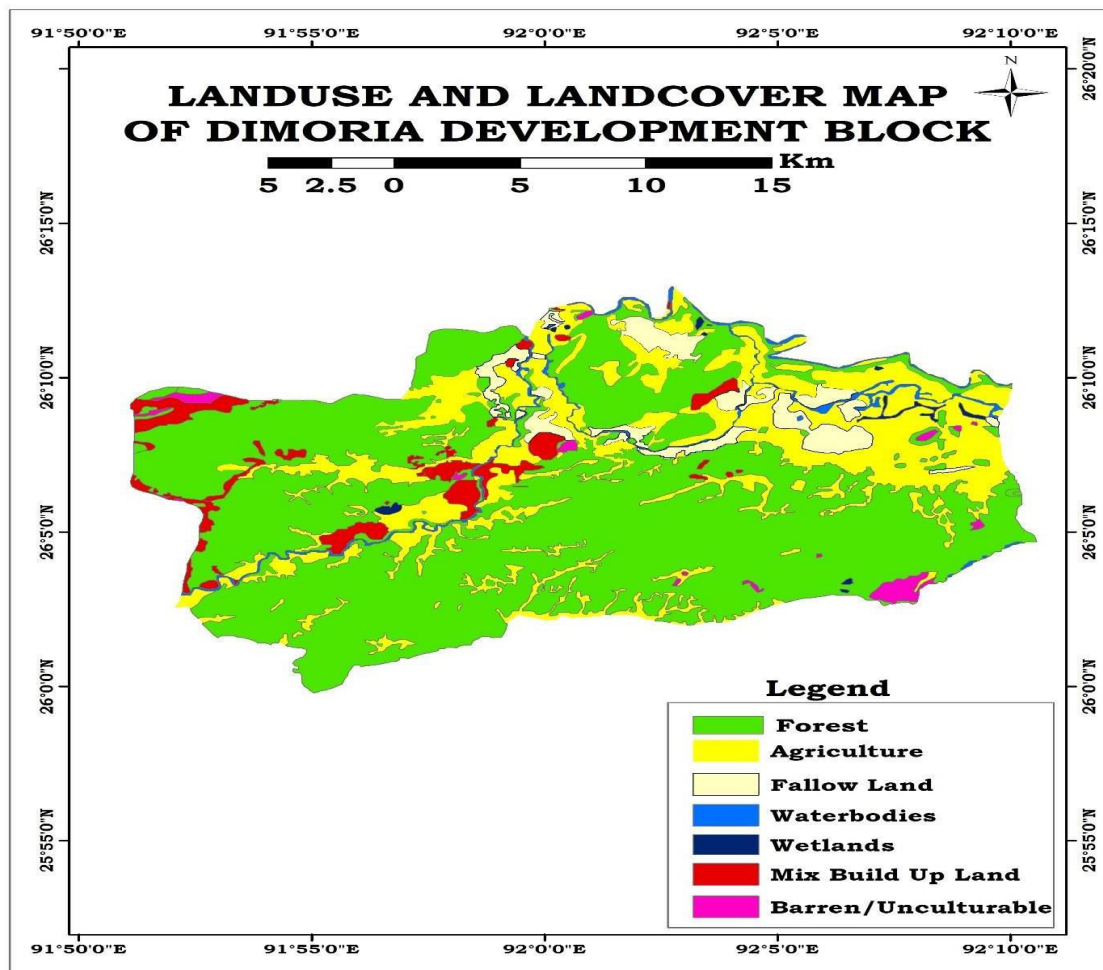 91°50'0"E 91°55'0"E 92°0'0"E 92°5'0"E 92°10'0"E
N
LANDUSE AND LANDCOVER MAP
OF DIMORIA DEVELOPMENT BLOCK
Km
5 2.5 0 5 10 15
26°20'0"N 26°20'0"N
26°15'0"N 26°15'0"N
26°10'0"N 26°10'0"N
26°5'0"N 26°5'0"N
26°0'0"N 26°0'0"N
25°55'0"N 25°55'0"N
Legend
Forest
Agriculture
Fallow Land
Waterbodies
Wetlands
Mix Build Up Land
Barren/Unculturable
91°50'0"E 91°55'0"E 92°0'0"E 92°5'0"E 92°10'0"E